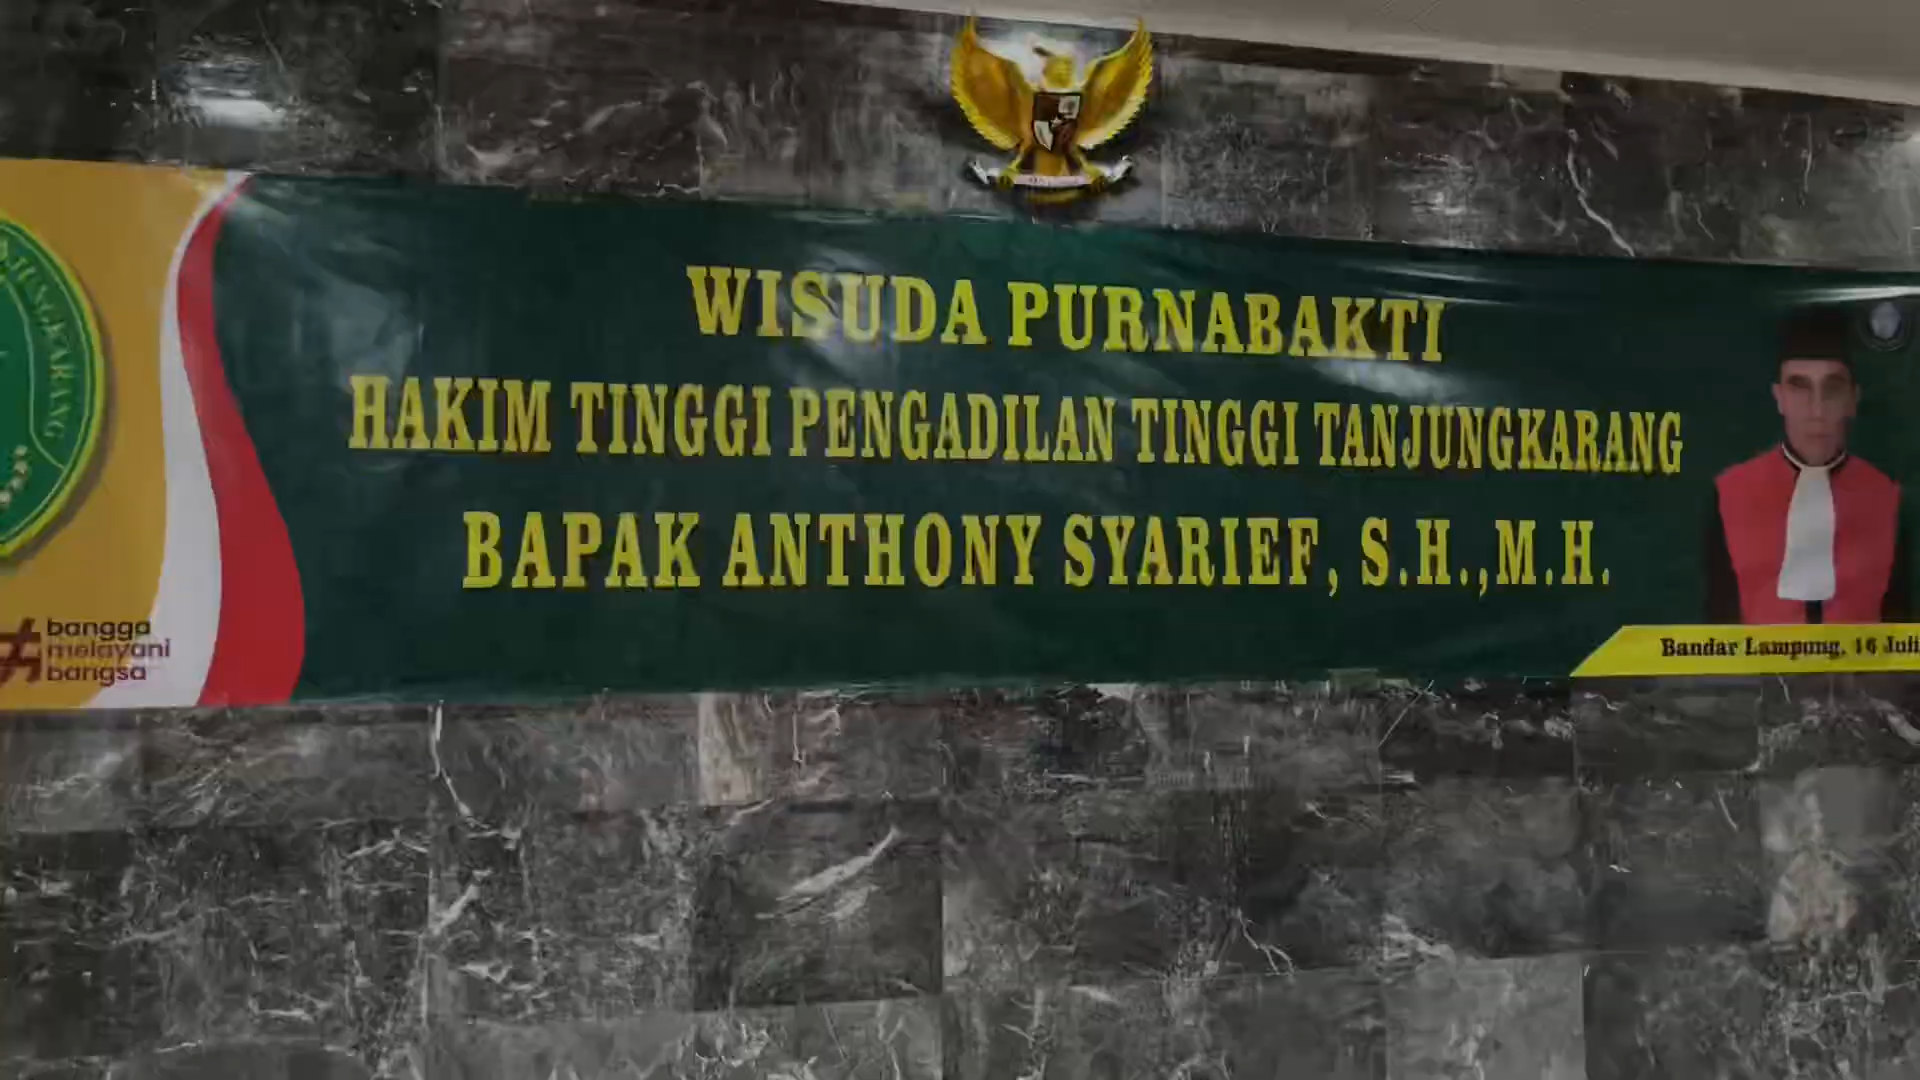 WISUDA PURNABAKTI
HAKIM TINGGI PENGADILAN TINGGI TANJUNGKARANG
BAPAK ANTHONY SYARIEF, S.H.,M.H.
bangga
melayani
bangsa
Bandar Lampung, 16 Juli